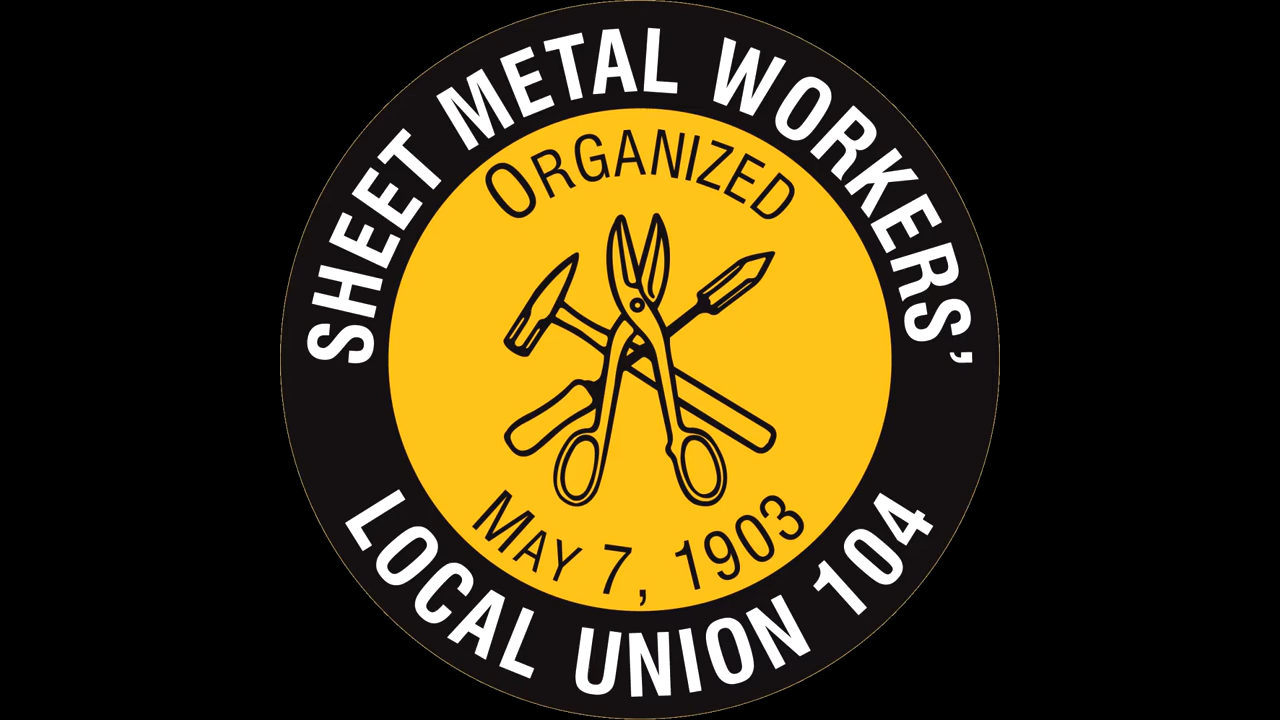 SHEET METAL WORKERS'
ORGANIZED
MAY 7, 1903
LOCAL UNION 104